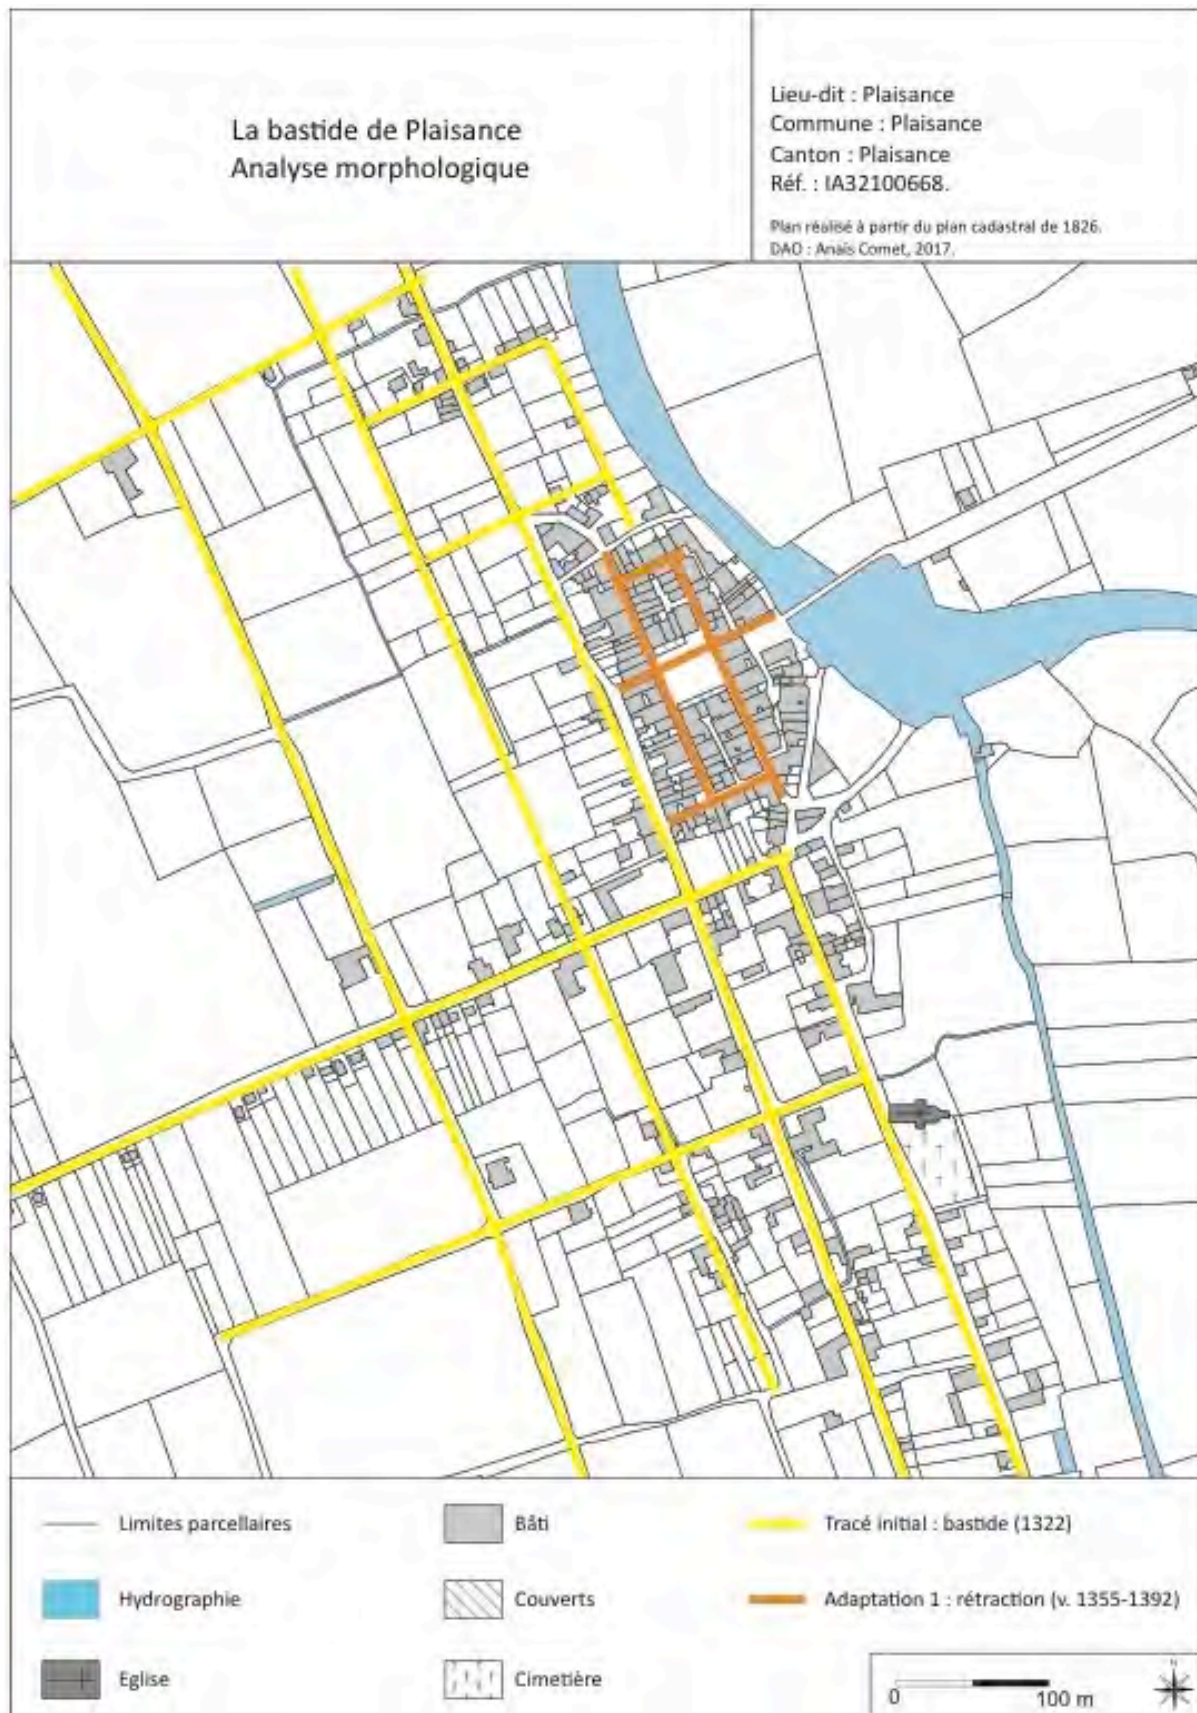 La bastide de Plaisance
Analyse morphologique
Lieu-dit : Plaisance
Commune : Plaisance
Canton : Plaisance
Réf. : IA32100668.
Plan réalisé à partir du plan cadastral de 1826.
DAO : Anaïs Comet, 2017.
Limites parcellaires
Bâti
Tracé initial : bastide (1322)
Hydrographie
Couverts
Adaptation 1 : rétraction (v. 1355-1392)
Eglise
Cimetière
0
100 m
N